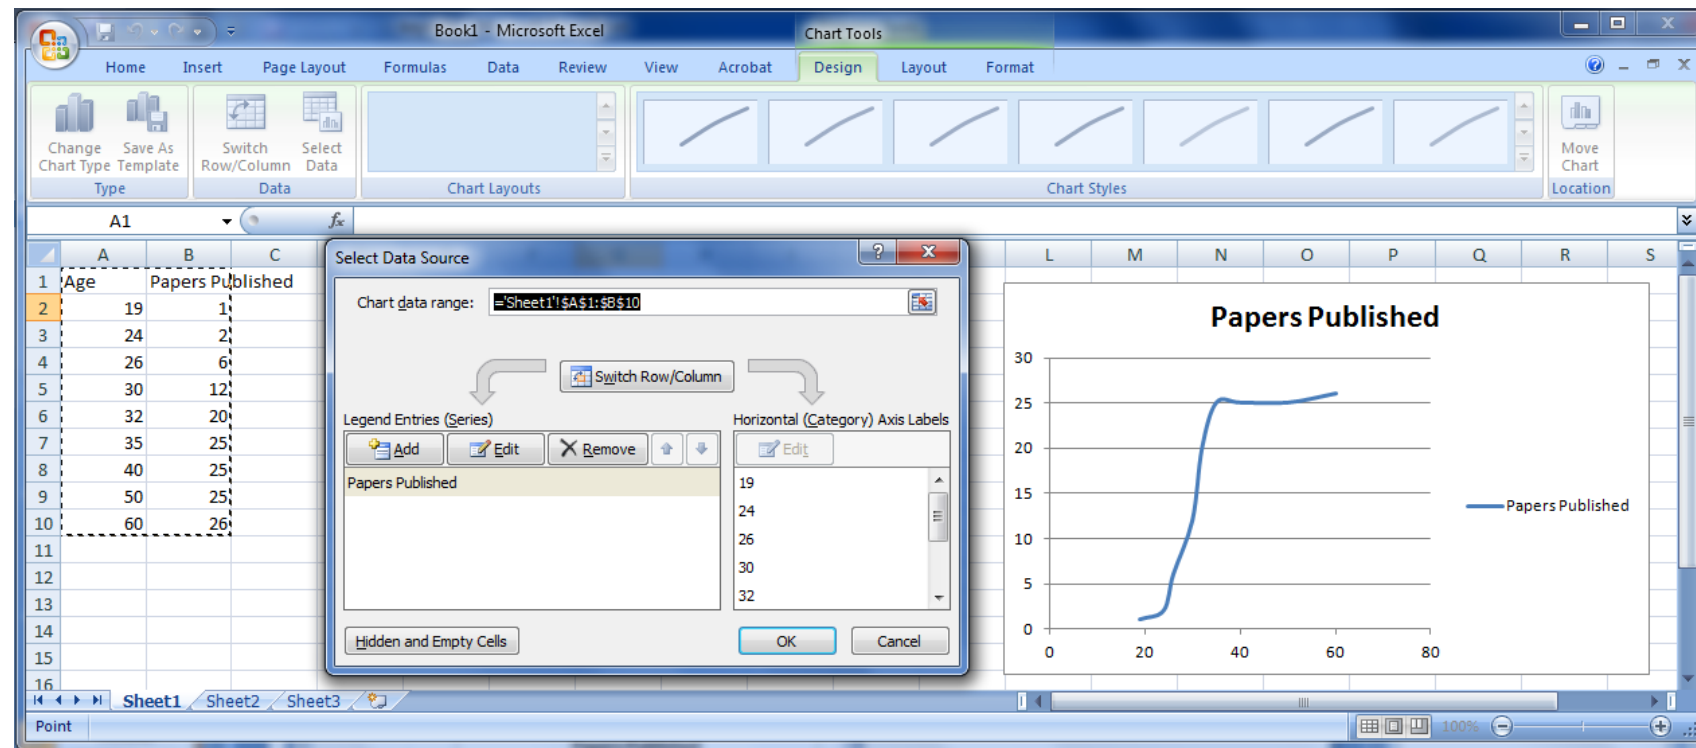 Book1 - Microsoft Excel
Chart Tools
Home Insert Page Layout Formulas Data Review View Acrobat Design Layout Format
Change Chart Type
Save As Template
Switch Row/Column
Select Data
Move Chart
Type Data Chart Layouts Chart Styles Location
A1 fx
A B C L M N O P Q R S
1 Age Papers Published
2 19 1
3 24 2
4 26 6
5 30 12
6 32 20
7 35 25
8 40 25
9 50 25
10 60 26
11
12
13
14
15
16
Select Data Source
Chart data range: ='Sheet1'!$A$1:$B$10
Switch Row/Column
Legend Entries (Series)
Add Edit Remove
Papers Published
Horizontal (Category) Axis Labels
Edit
19
24
26
30
32
Hidden and Empty Cells OK Cancel
Papers Published
30
25
20
15
10
5
0
0 20 40 60 80
Papers Published
Sheet1 Sheet2 Sheet3
Point 100%